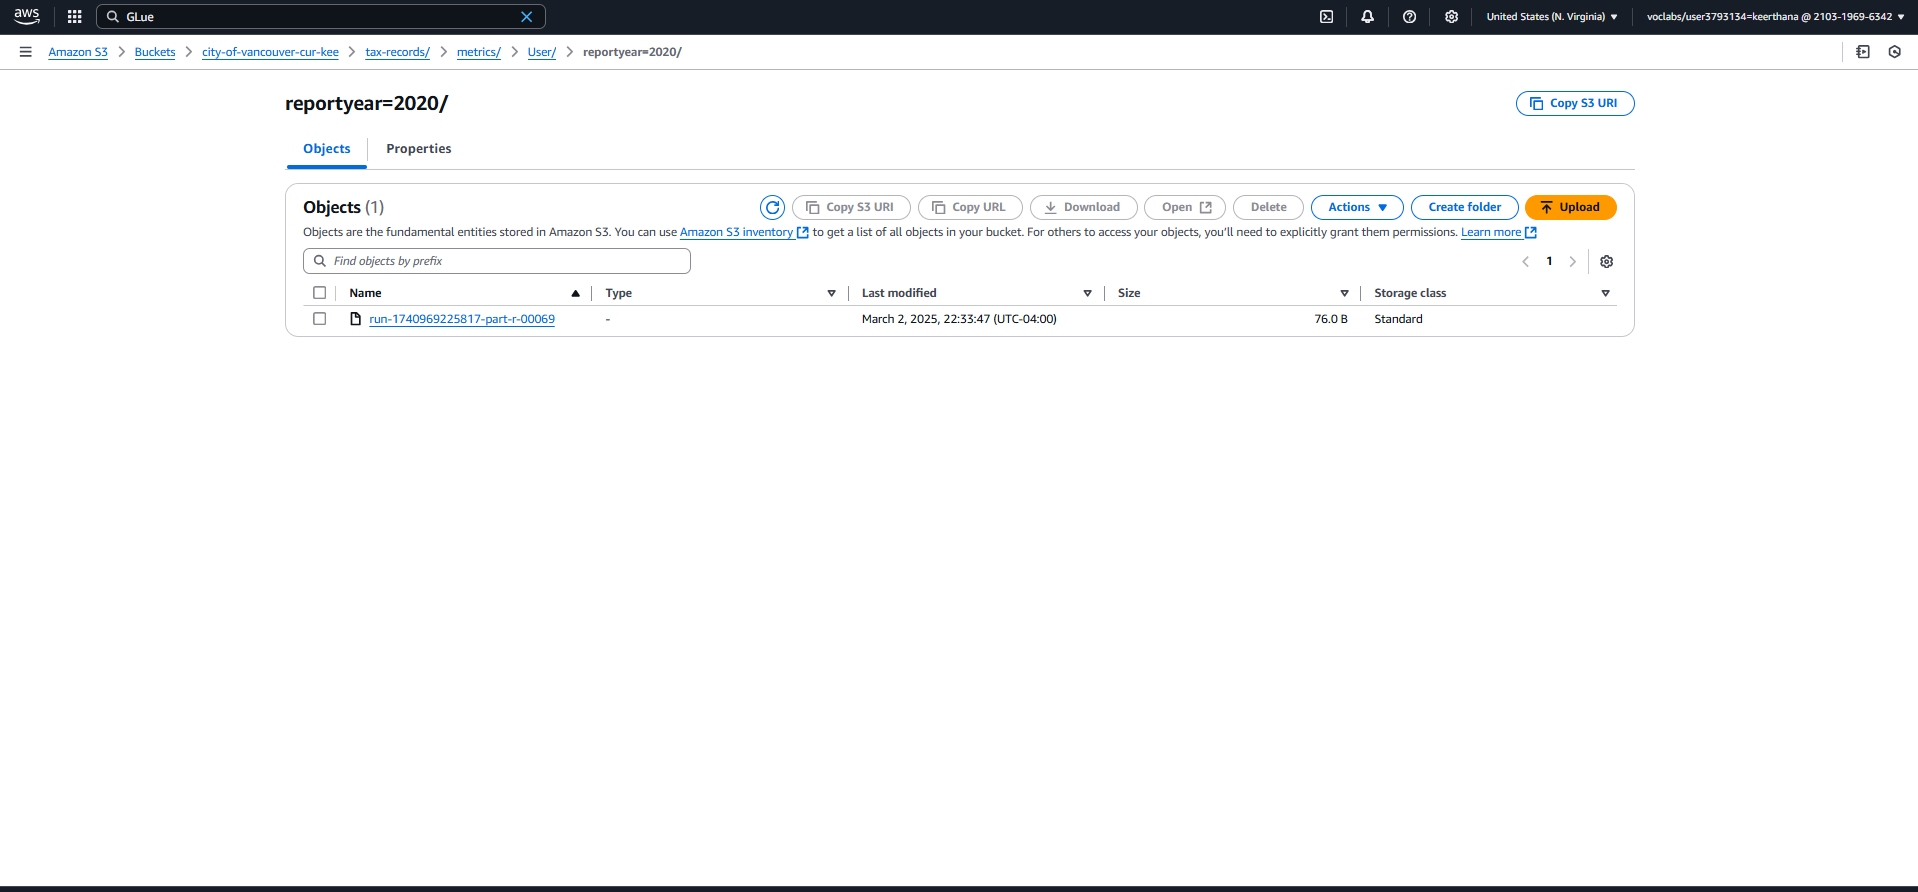 aws GLue United States (N. Virginia) voclabs/user3793134=keerthana @ 2103-1969-6342
Amazon S3 Buckets city-of-vancouver-cur-kee tax-records/ metrics/ User/ reportyear=2020/
reportyear=2020/ Copy S3 URI
Objects Properties
Objects (1) Copy S3 URI Copy URL Download Open Delete Actions Create folder Upload
Objects are the fundamental entities stored in Amazon S3. You can use Amazon S3 inventory to get a list of all objects in your bucket. For others to access your objects, you'll need to explicitly grant them permissions. Learn more
Find objects by prefix 1
Name Type Last modified Size Storage class
run-1740969225817-part-r-00069 - March 2, 2025, 22:33:47 (UTC-04:00) 76.0 B Standard